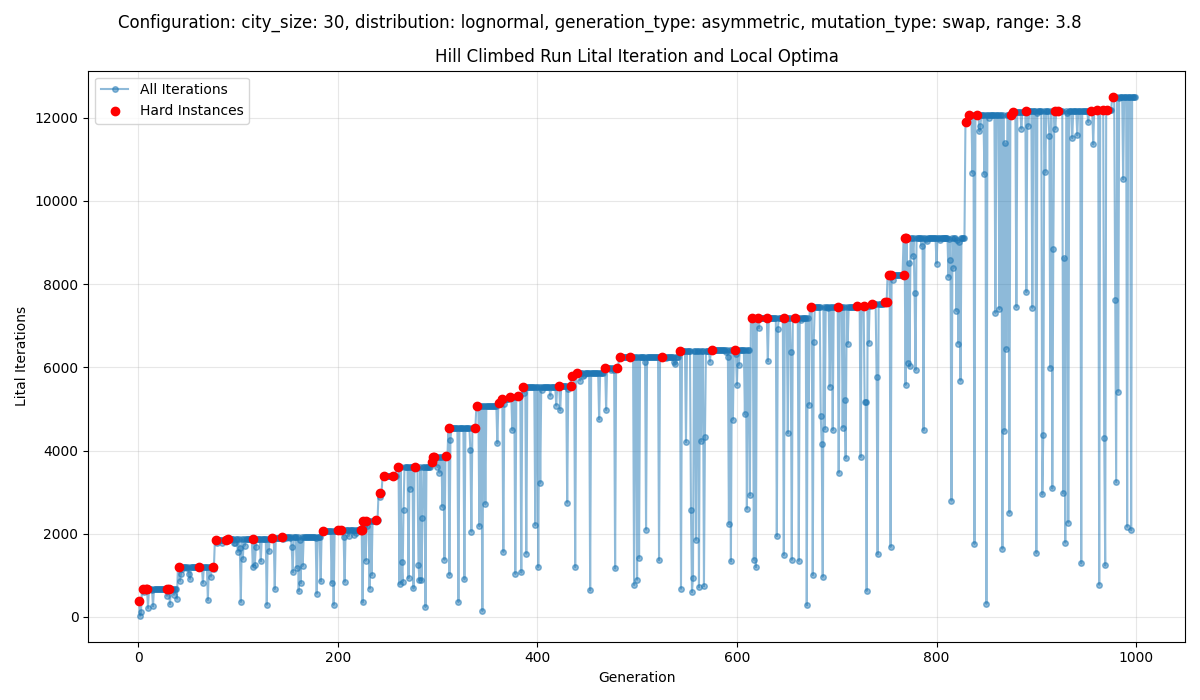 Configuration: city_size: 30, distribution: lognormal, generation_type: asymmetric, mutation_type: swap, range: 3.8
Hill Climbed Run Lital Iteration and Local Optima
All Iterations
Hard Instances
Lital Iterations
12000
10000
8000
6000
4000
2000
0
0 200 400 600 800 1000
Generation